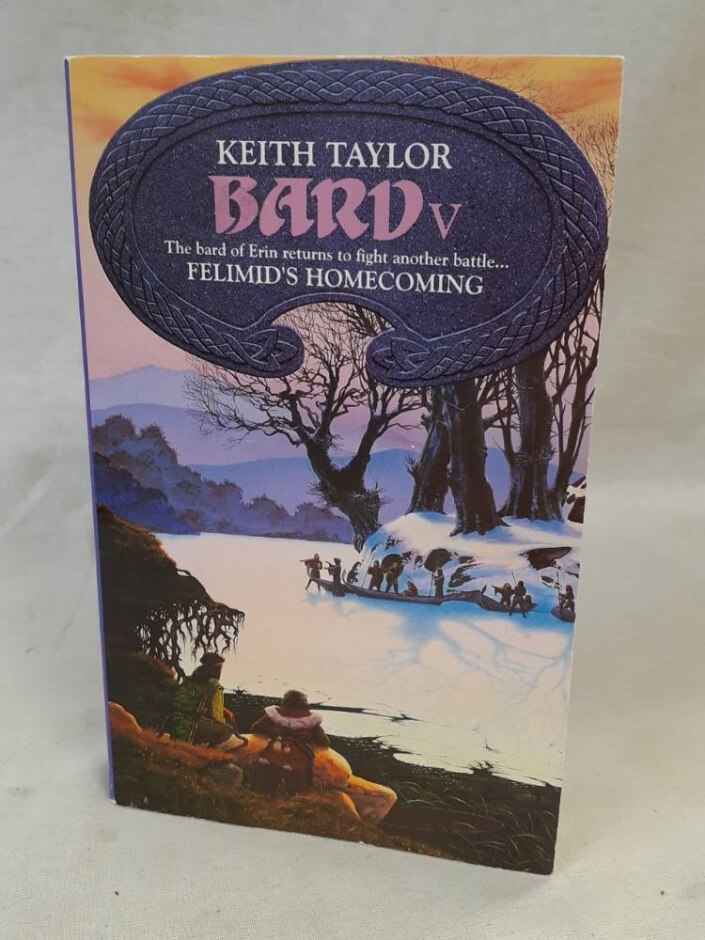 KEITH TAYLOR
BARD V
The bard of Erin returns to fight another battle...
FELIMID'S HOMECOMING